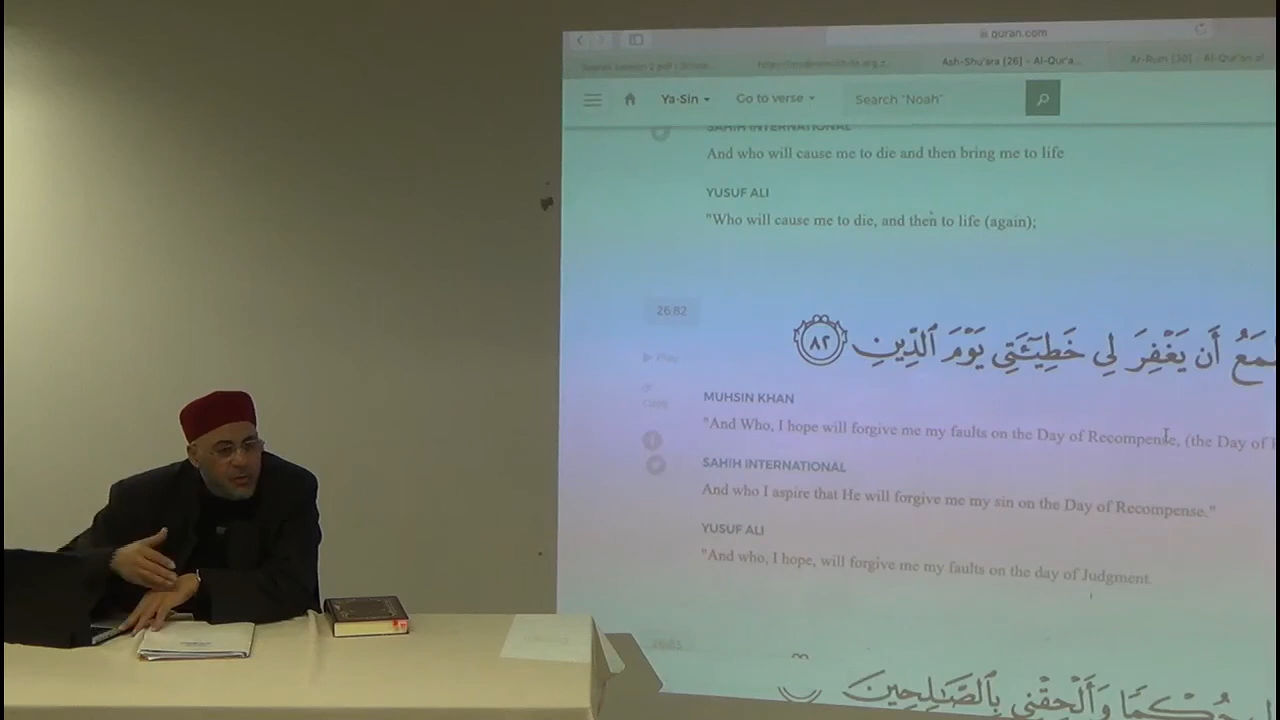 quran.com
Ash-Shu'ara [26] - Al-Qur'a...
Ar-Rum [30] - Al-Qur'an al
Ya-Sin
Go to verse
Search "Noah"
SAHIH INTERNATIONAL
And who will cause me to die and then bring me to life
YUSUF ALI
"Who will cause me to die, and then to life (again);
26:82
أَن يَغْفِرَ لِى خَطِيٓـَٔتِى يَوْمَ ٱلدِّينِ ٨٢
Play
MUHSIN KHAN
"And Who, I hope will forgive me my faults on the Day of Recompense, (the Day of
SAHIH INTERNATIONAL
And who I aspire that He will forgive me my sin on the Day of Recompense."
YUSUF ALI
"And who, I hope, will forgive me my faults on the day of Judgment.
26:83
وَأَلْحِقْنِى بِٱلصَّـٰلِحِينَ